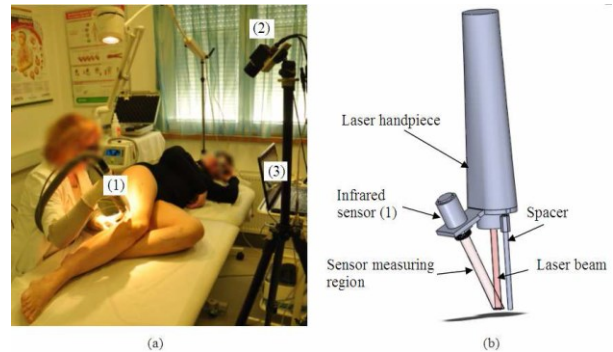 (2)
(3)
(1)
(a)
Laser handpiece
Infrared
sensor (1)
Spacer
Sensor measuring
region
Laser beam
(b)